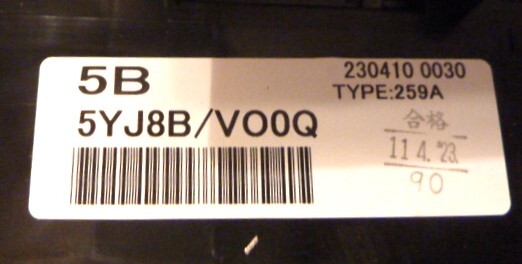 5B
230410 0030
TYPE:259A
5YJ8B/VO0Q
合格
11 4.*23
90